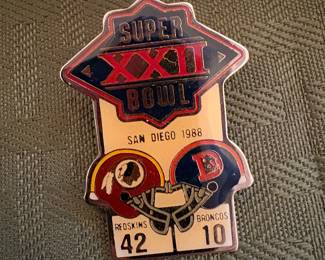 SUPER
XXII
BOWL
SAN DIEGO 1988
D
REDSKINS BRONCOS
42 10